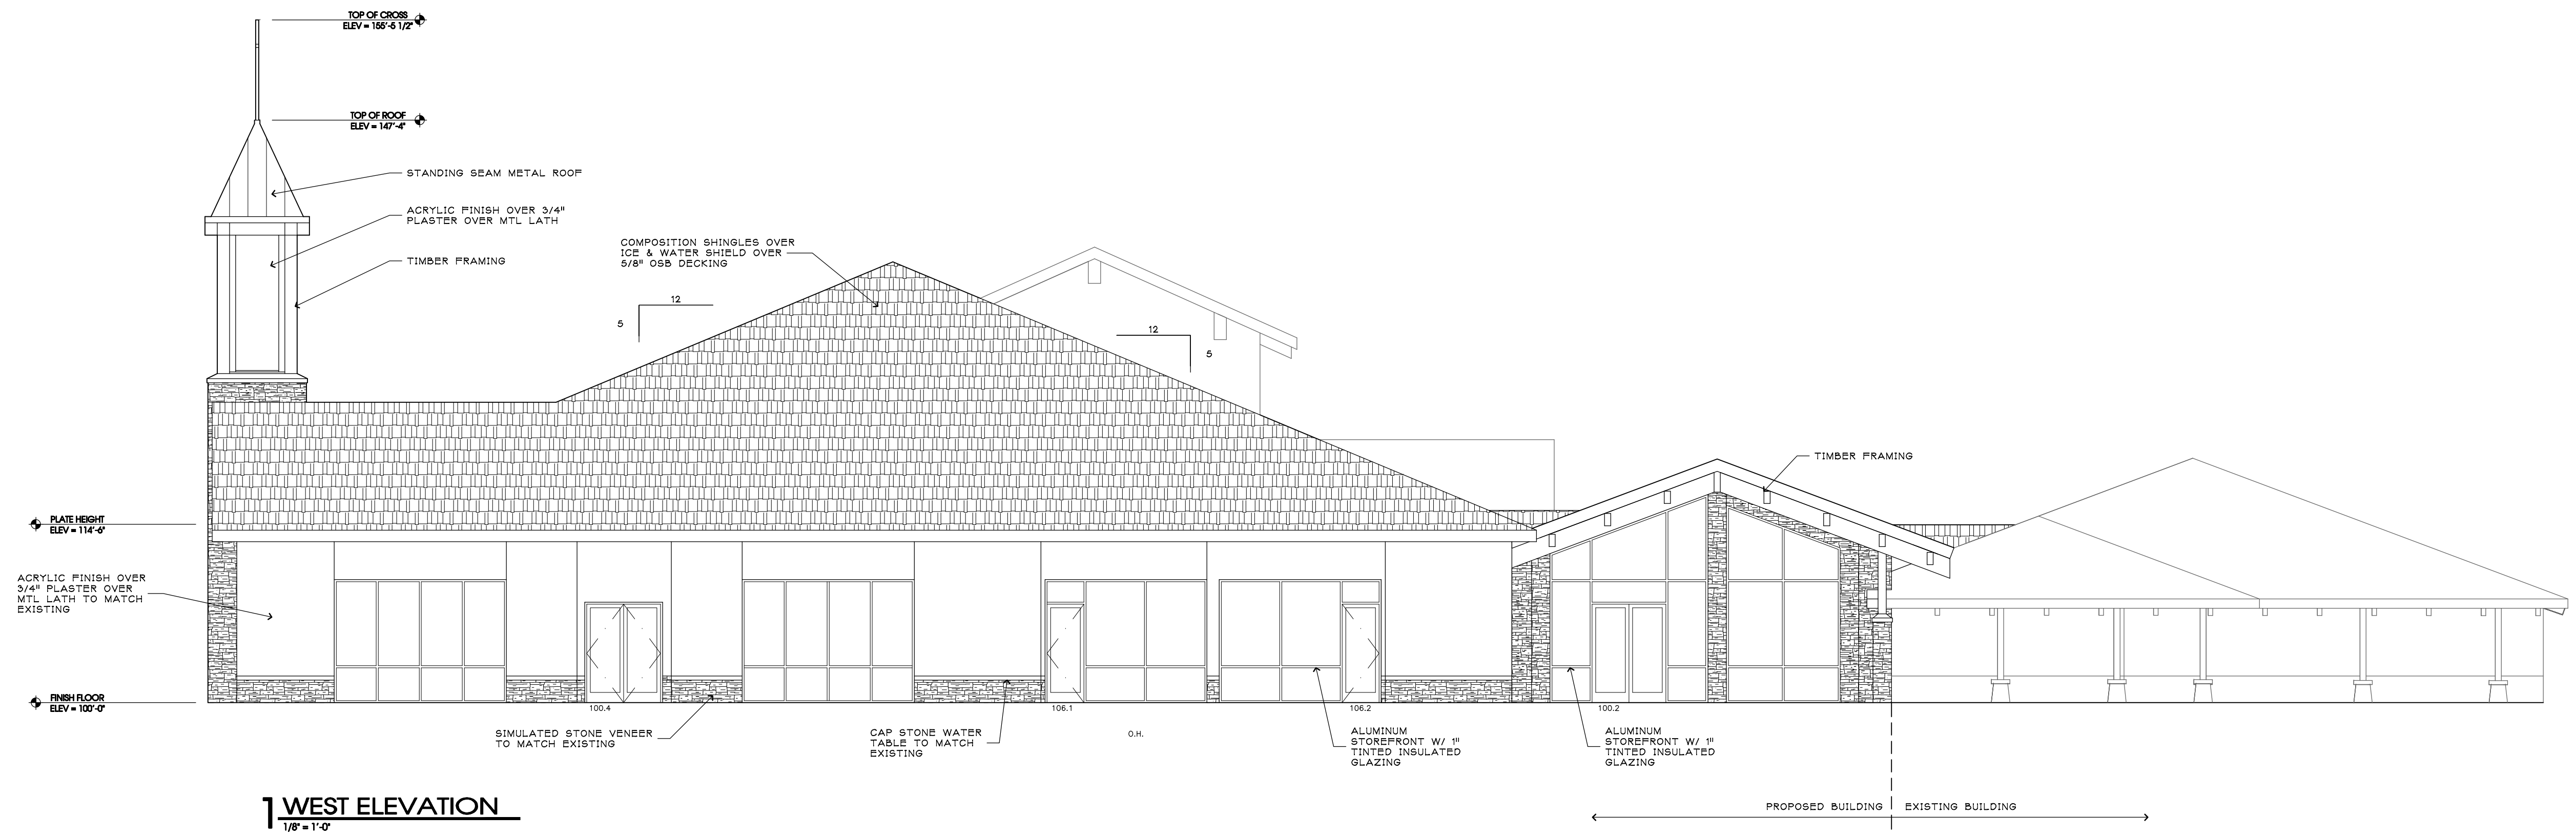 TOP OF CROSS
ELEV = 155'-5 1/2"
TOP OF ROOF
ELEV = 147'-4"
STANDING SEAM METAL ROOF
ACRYLIC FINISH OVER 3/4"
PLASTER OVER MTL LATH
TIMBER FRAMING
COMPOSITION SHINGLES OVER
ICE & WATER SHIELD OVER
5/8" OSB DECKING
12
5
12
5
TIMBER FRAMING
PLATE HEIGHT
ELEV = 114'-6"
ACRYLIC FINISH OVER
3/4" PLASTER OVER
MTL LATH TO MATCH
EXISTING
FINISH FLOOR
ELEV = 100'-0"
100.4
106.1
106.2
100.2
SIMULATED STONE VENEER
TO MATCH EXISTING
CAP STONE WATER
TABLE TO MATCH
EXISTING
O.H.
ALUMINUM
STOREFRONT W/ 1"
TINTED INSULATED
GLAZING
ALUMINUM
STOREFRONT W/ 1"
TINTED INSULATED
GLAZING
PROPOSED BUILDING
EXISTING BUILDING
1 WEST ELEVATION
1/8" = 1'-0"